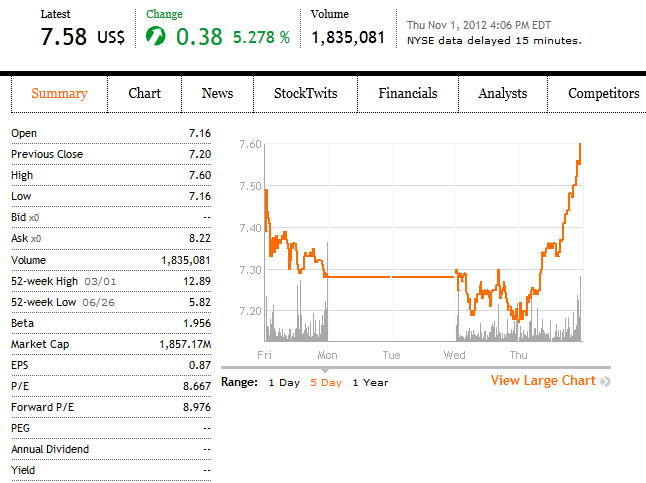 Latest
Change
Volume
7.58 US$
0.38 5.278 %
1,835,081
Thu Nov 1, 2012 4:06 PM EDT
NYSE data delayed 15 minutes.
Summary
Chart
News
StockTwits
Financials
Analysts
Competitors
Open 7.16
Previous Close 7.20
High 7.60
Low 7.16
Bid x0 --
Ask x0 8.22
Volume 1,835,081
52-week High 03/01 12.89
52-week Low 06/26 5.82
Beta 1.956
Market Cap 1,857.17M
EPS 0.87
P/E 8.667
Forward P/E 8.976
PEG --
Annual Dividend --
Yield --
7.60
7.50
7.40
7.30
7.20
Fri Mon Tue Wed Thu
Range: 1 Day 5 Day 1 Year
View Large Chart